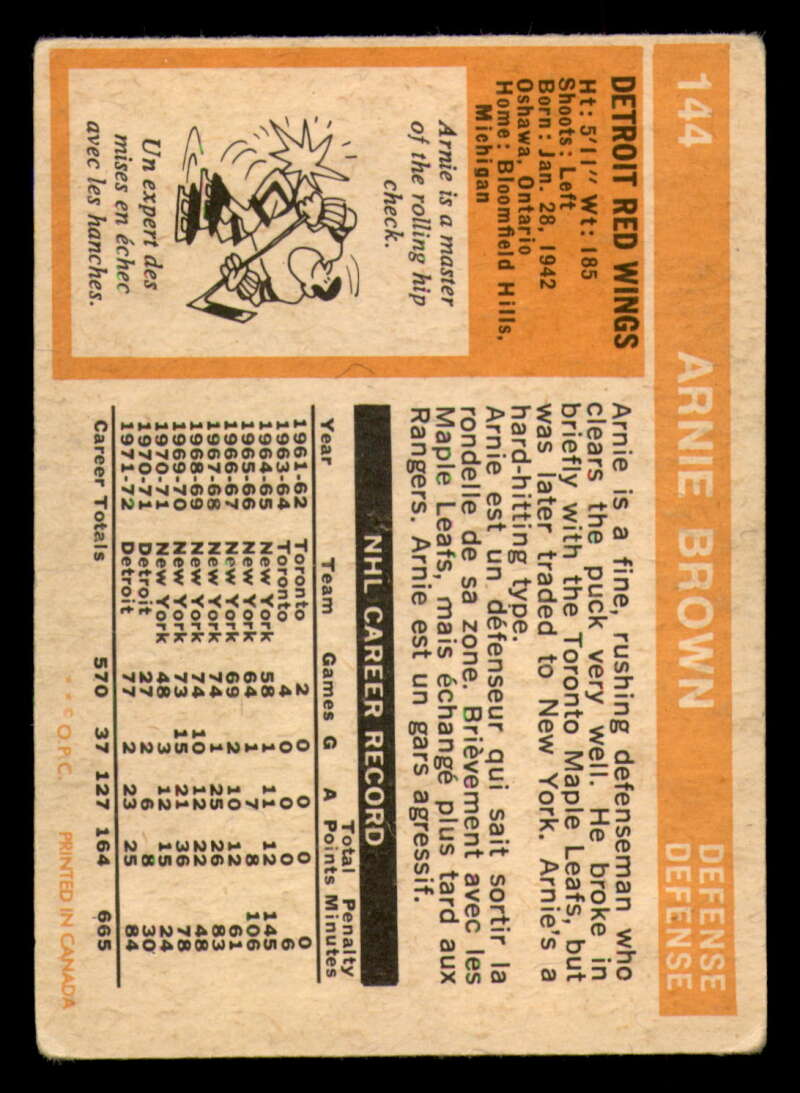 144 ARNIE BROWN DEFENSE
DEFENSE
DETROIT RED WINGS
Ht: 5'11" Wt: 185
Shoots: Left
Born: Jan. 28, 1942
Oshawa, Ontario
Home: Bloomfield Hills,
Michigan
Arnie is a master
of the rolling hip
check.
Un expert des
mises en échec
avec les hanches.
Arnie is a fine, rushing defenseman who
clears the puck very well. He broke in
briefly with the Toronto Maple Leafs, but
was later traded to New York. Arnie's a
hard-hitting type.
Arnie est un défenseur qui sait sortir la
rondelle de sa zone. Brièvement avec les
Maple Leafs, mais échangé plus tard aux
Rangers. Arnie est un gars agressif.
NHL CAREER RECORD
Total Penalty
Year Team Games G A Points Minutes
1961-62 Toronto 2 0 0 0 0
1963-64 Toronto 4 0 0 0 6
1964-65 New York 58 1 11 12 145
1965-66 New York 64 1 7 8 106
1966-67 New York 69 2 10 12 61
1967-68 New York 74 1 25 26 83
1968-69 New York 74 10 12 22 48
1969-70 New York 73 15 21 36 78
1970-71 New York 48 3 12 15 24
1970-71 Detroit 27 2 6 8 30
1971-72 Detroit 77 2 23 25 84
Career Totals 570 37 127 164 665
* * © O.P.C. PRINTED IN CANADA